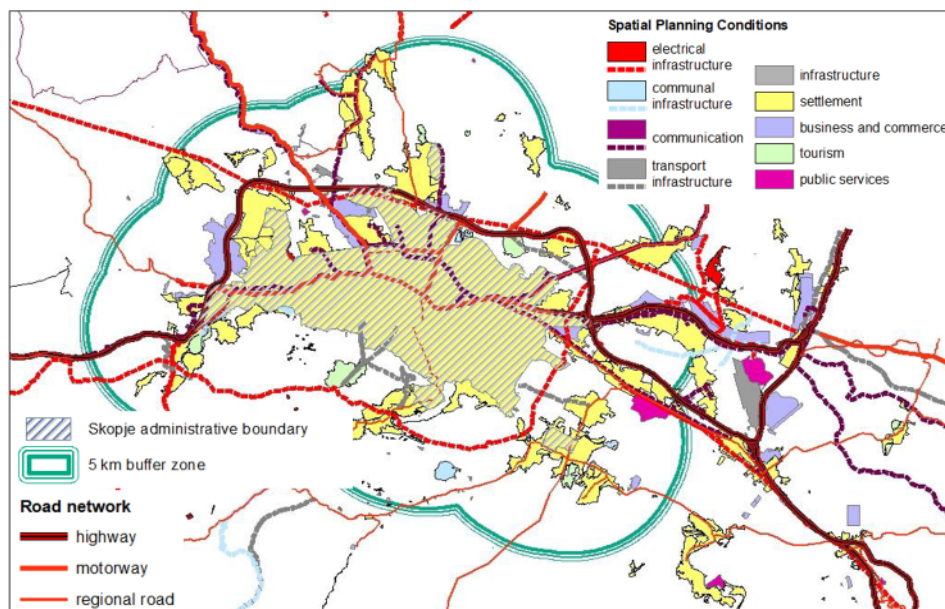 Spatial Planning Conditions
electrical
infrastructure
communal
infrastructure
communication
transport
infrastructure
infrastructure
settlement
business and commerce
tourism
public services
Skopje administrative boundary
5 km buffer zone
Road network
highway
motorway
regional road